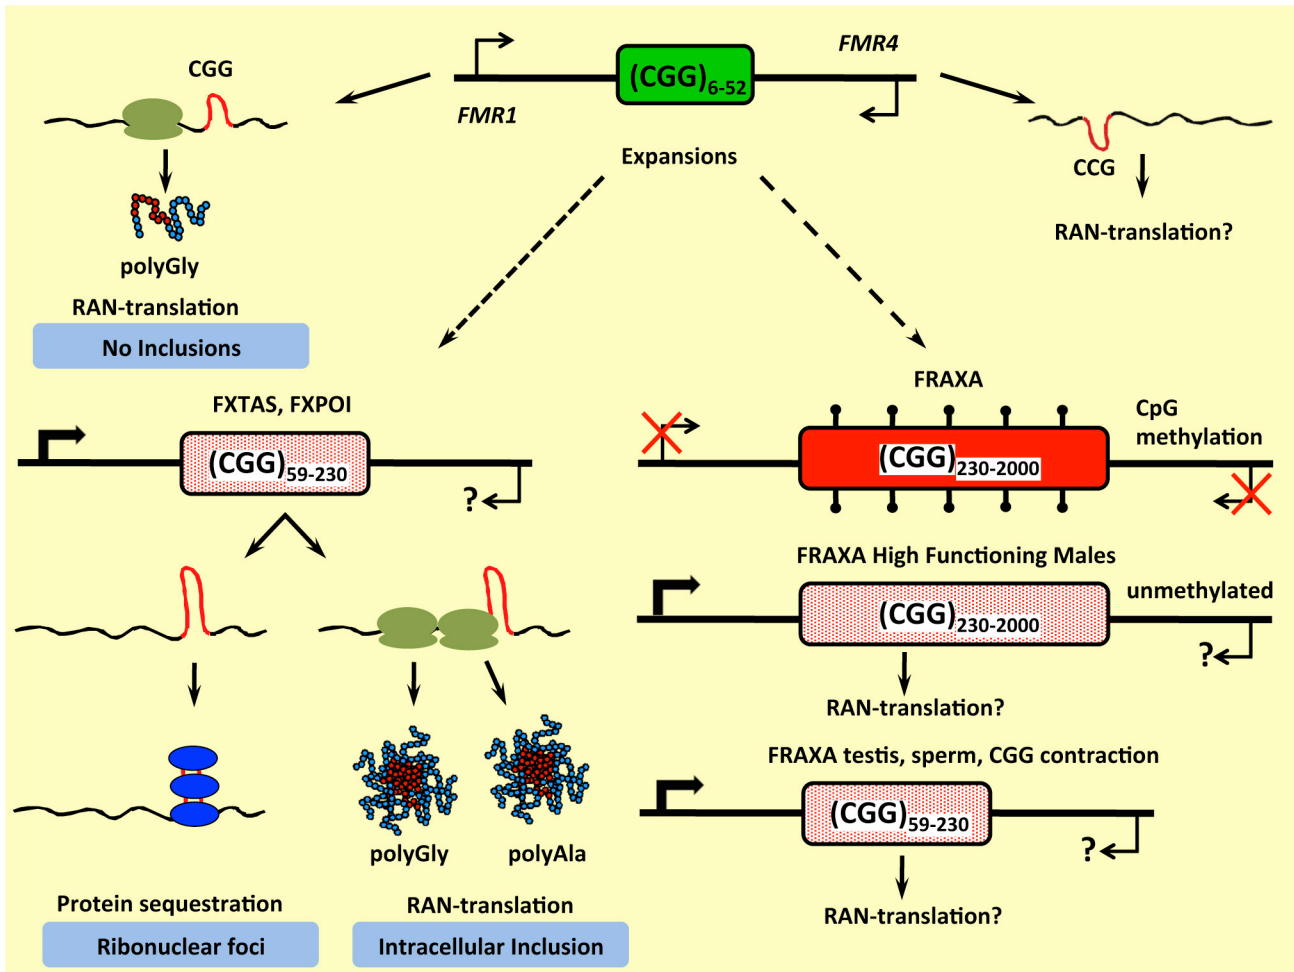 CGG
FMR1
(CGG)6-52
FMR4
CCG
RAN-translation?
polyGly
RAN-translation
No Inclusions
Expansions
FXTAS, FXPOI
(CGG)59-230
?
Protein sequestration
Ribonuclear foci
polyGly
polyAla
RAN-translation
Intracellular Inclusion
FRAXA
CpG
methylation
(CGG)230-2000
FRAXA High Functioning Males
unmethylated
(CGG)230-2000
?
RAN-translation?
FRAXA testis, sperm, CGG contraction
(CGG)59-230
?
RAN-translation?